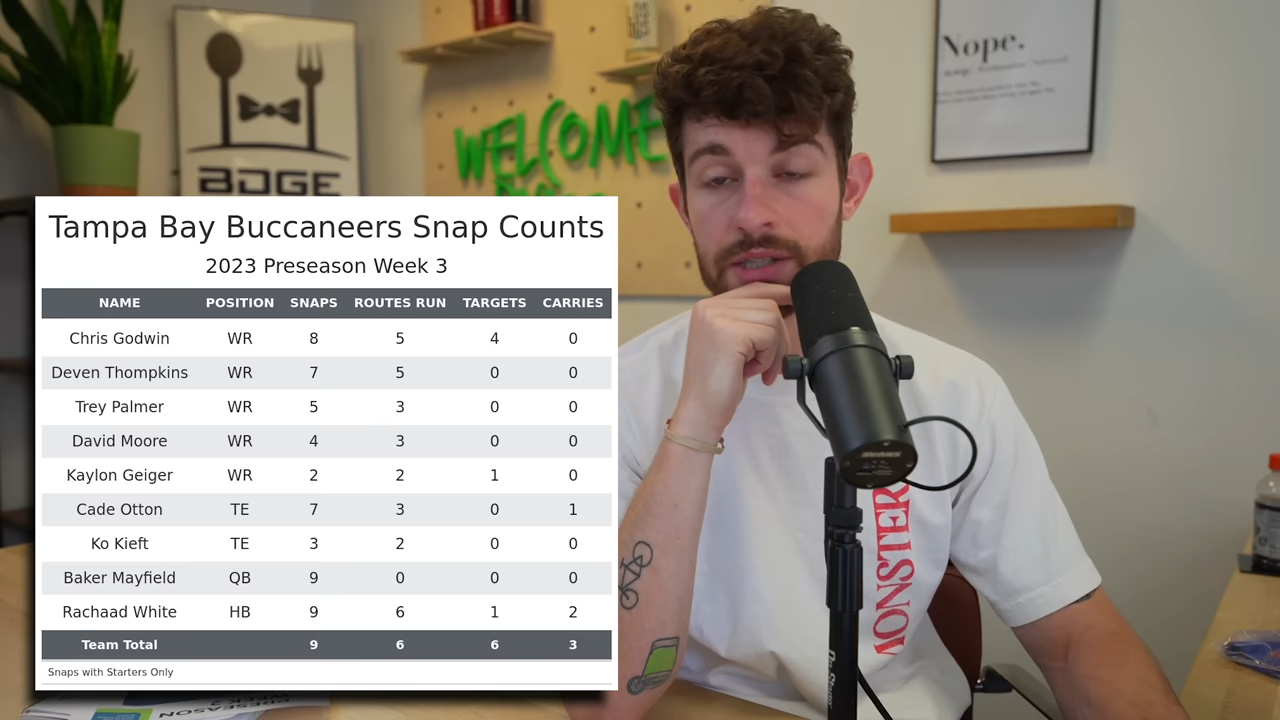 BDGE
WELCOME
Nope.
Tampa Bay Buccaneers Snap Counts
2023 Preseason Week 3
NAME POSITION SNAPS ROUTES RUN TARGETS CARRIES
Chris Godwin WR 8 5 4 0
Deven Thompkins WR 7 5 0 0
Trey Palmer WR 5 3 0 0
David Moore WR 4 3 0 0
Kaylon Geiger WR 2 2 1 0
Cade Otton TE 7 3 0 1
Ko Kieft TE 3 2 0 0
Baker Mayfield QB 9 0 0 0
Rachaad White HB 9 6 1 2
Team Total 9 6 6 3
Snaps with Starters Only
MONSTER
On-Stage
PRESEASON